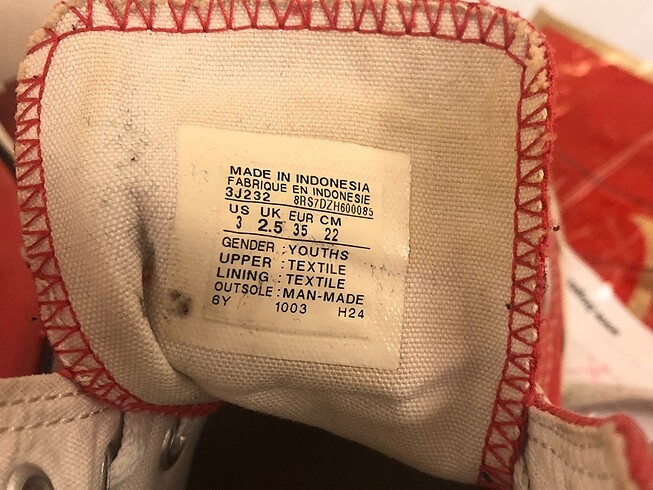 MADE IN INDONESIA
FABRIQUE EN INDONESIE
3J232 8RS7DZH600085
US UK EUR CM
3 2.5 35 22
GENDER : YOUTHS
UPPER : TEXTILE
LINING : TEXTILE
OUTSOLE : MAN-MADE
6Y 1003 H24